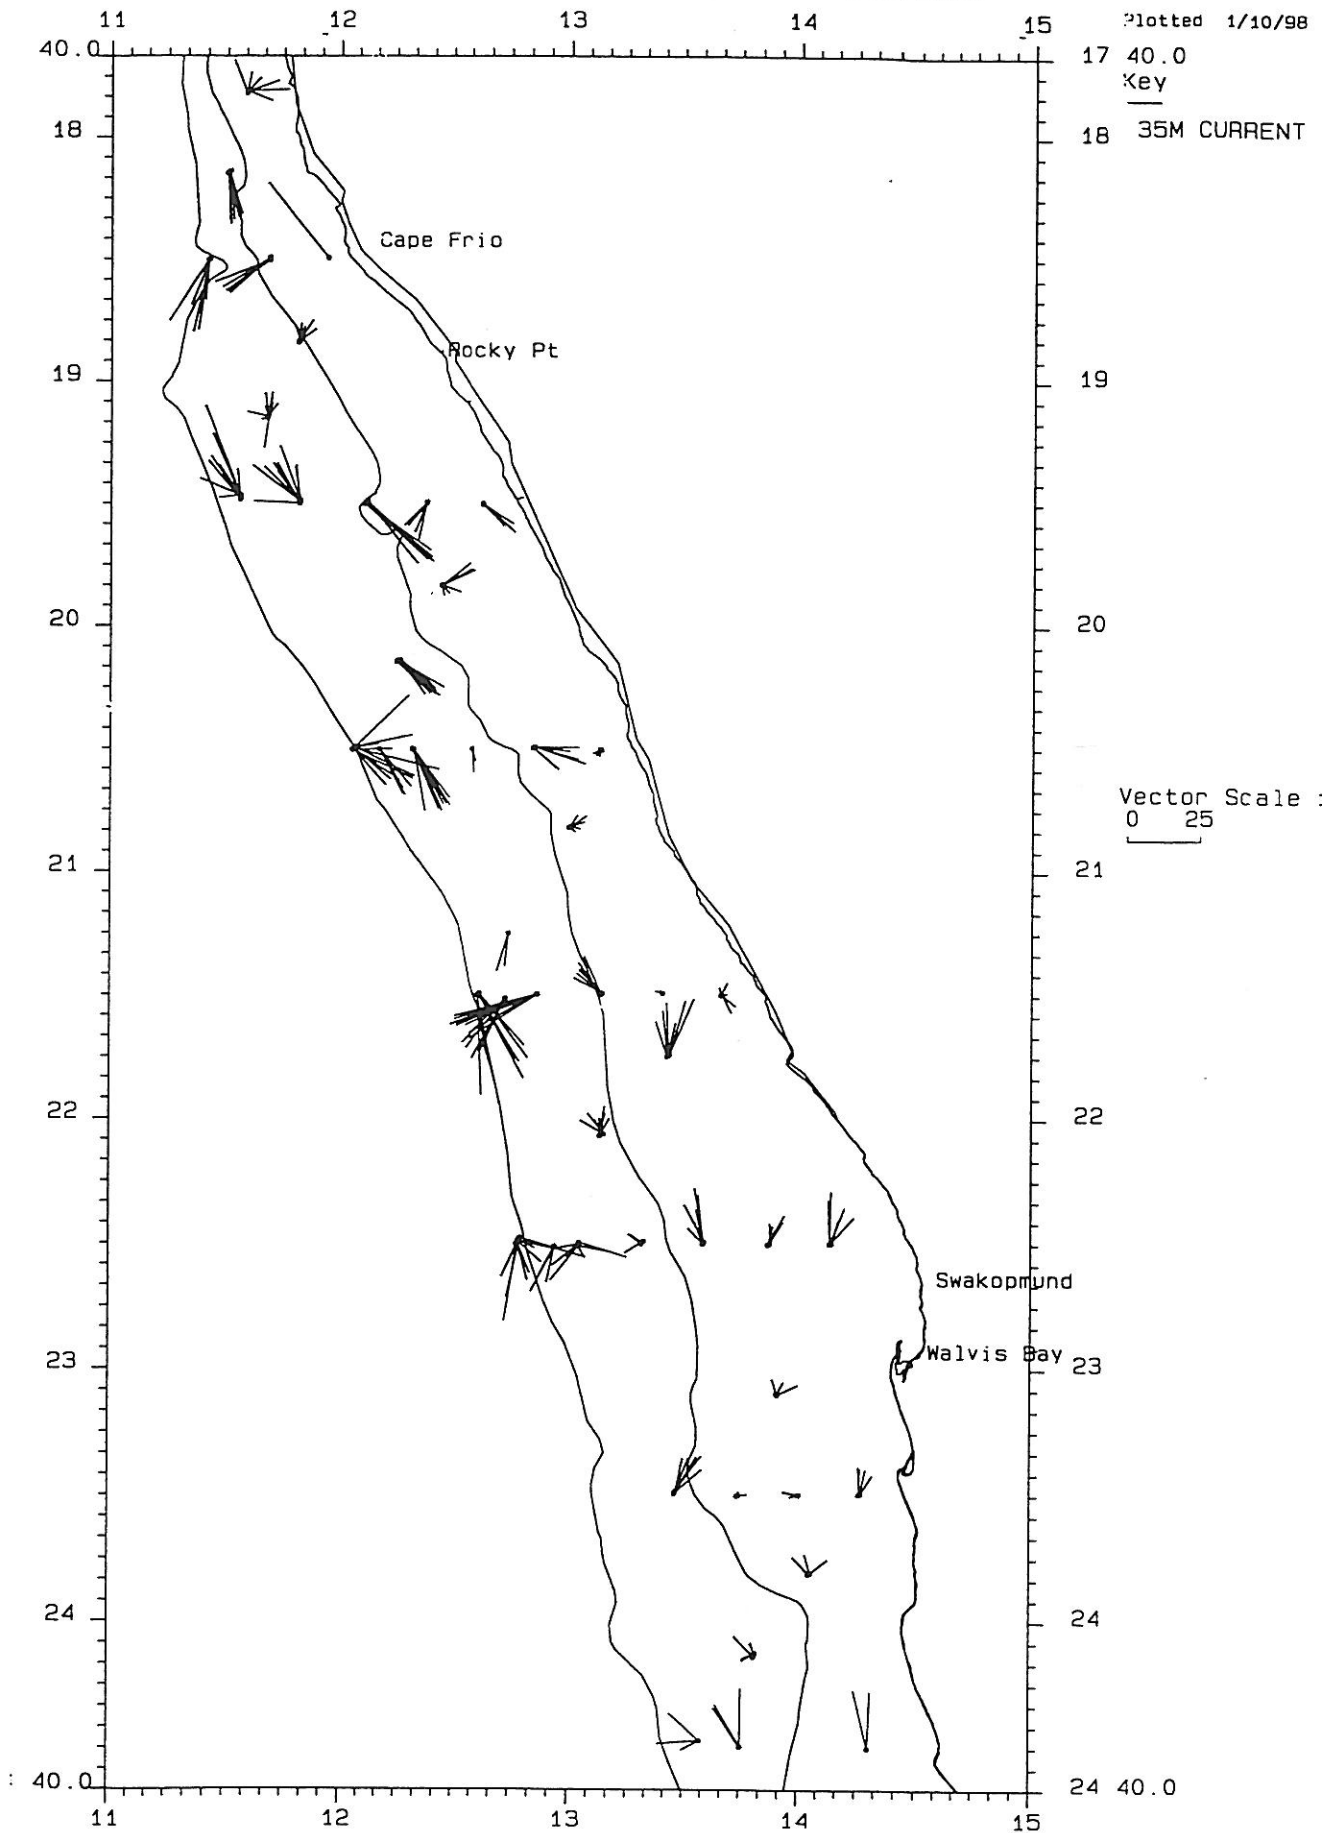 11 12 13 14 15 Plotted 1/10/98
40.0 17 40.0
Key
18 18 35M CURRENT
Cape Frio
Rocky Pt
19 19
20 20
Vector Scale :
0 25
21 21
22 22
Swakopmund
Walvis Bay
23 23
24 24
: 40.0 24 40.0
11 12 13 14 15